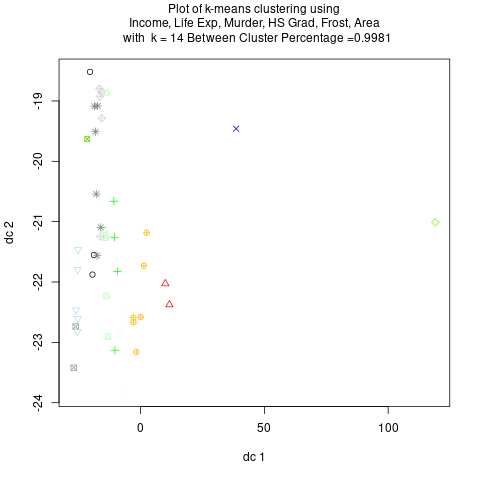 Plot of k-means clustering using
Income, Life Exp, Murder, HS Grad, Frost, Area
with k = 14 Between Cluster Percentage =0.9981
-19
-20
-21
-22
-23
-24
dc 2
0
50
100
dc 1